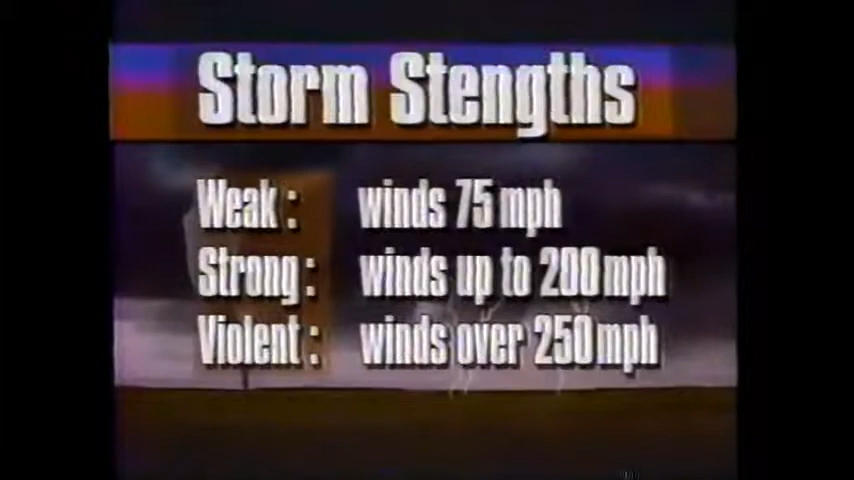 Storm Stengths
Weak : winds 75 mph
Strong : winds up to 200 mph
Violent : winds over 250 mph